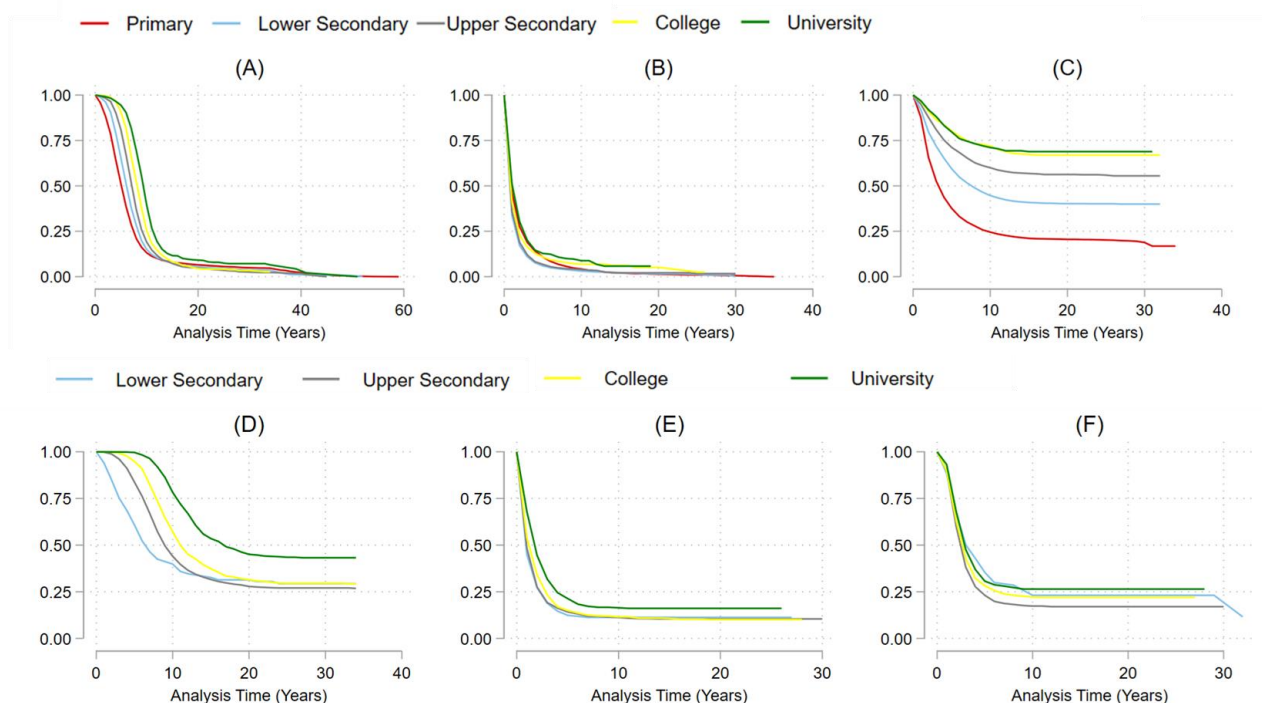 Primary Lower Secondary Upper Secondary College University
(A) (B) (C)
1.00 1.00 1.00
0.75 0.75 0.75
0.50 0.50 0.50
0.25 0.25 0.25
0.00 0.00 0.00
0 20 40 60 0 10 20 30 40 0 10 20 30 40
Analysis Time (Years) Analysis Time (Years) Analysis Time (Years)
Lower Secondary Upper Secondary College University
(D) (E) (F)
1.00 1.00 1.00
0.75 0.75 0.75
0.50 0.50 0.50
0.25 0.25 0.25
0.00 0.00 0.00
0 10 20 30 40 0 10 20 30 0 10 20 30
Analysis Time (Years) Analysis Time (Years) Analysis Time (Years)